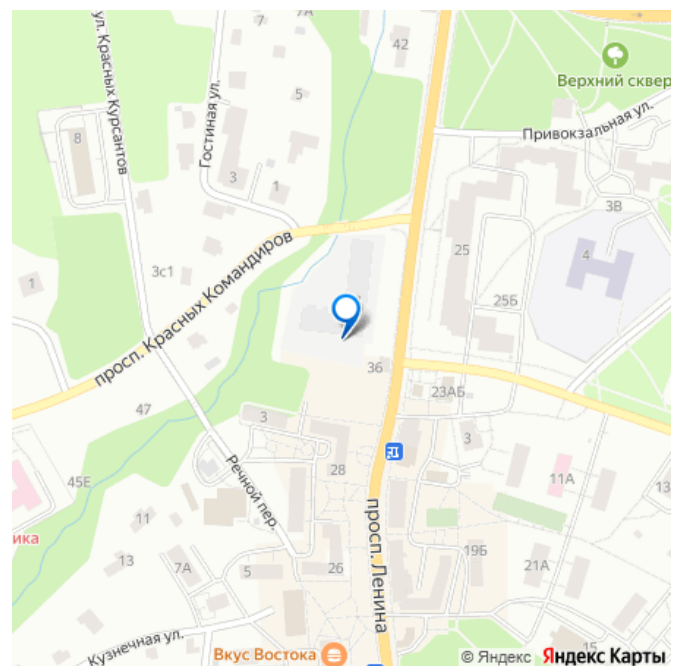 7
7А
42
Верхний сквер
5
Привокзальная ул.
ул. Красных Курсантов
8
Гостиная ул.
3
1
3В
просп. Красных Командиров
25
4
3с1
1
25Б
36
23АБ
47
3
3
28
45Е
Речной пер.
11А
13
ика
11
просп. Ленина
13
7А
5
26
19Б
21А
Кузнечная ул.
Вкус Востока
15
© Яндекс Яндекс Карты